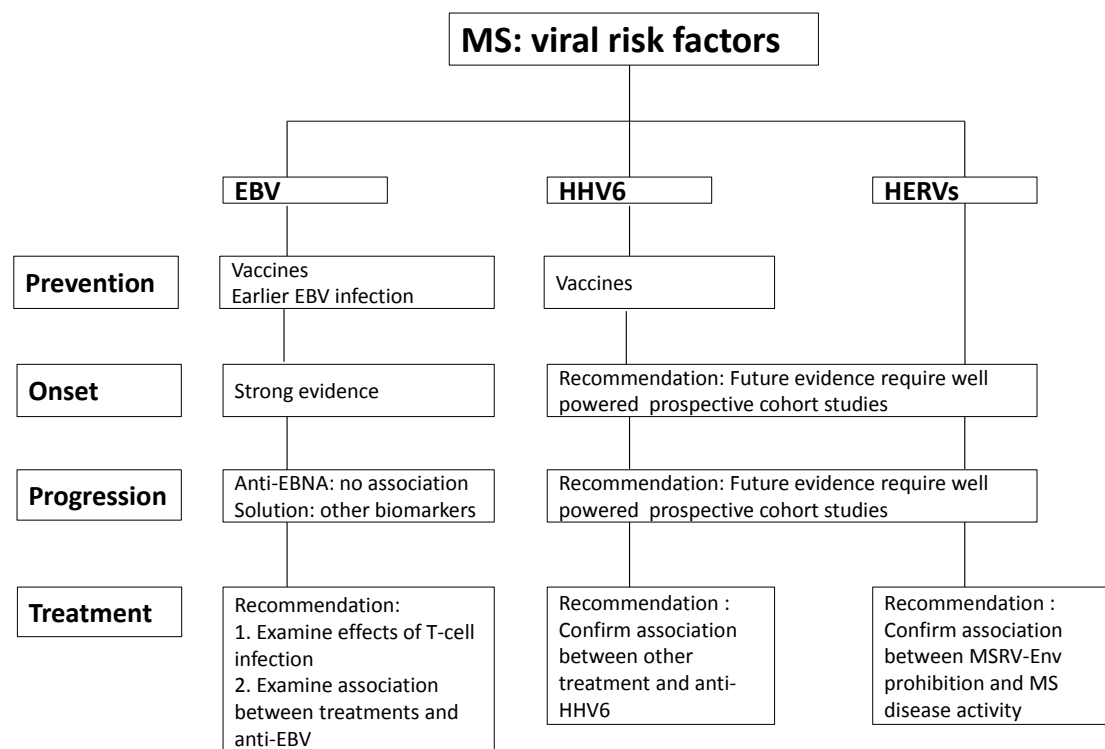 MS: viral risk factors
EBV
HHV6
HERVs
Prevention
Vaccines
Earlier EBV infection
Vaccines
Onset
Strong evidence
Recommendation: Future evidence require well
powered prospective cohort studies
Progression
Anti-EBNA: no association
Solution: other biomarkers
Recommendation: Future evidence require well
powered prospective cohort studies
Treatment
Recommendation:
1. Examine effects of T-cell
infection
2. Examine association
between treatments and
anti-EBV
Recommendation :
Confirm association
between other
treatment and anti-
HHV6
Recommendation :
Confirm association
between MSRV-Env
prohibition and MS
disease activity